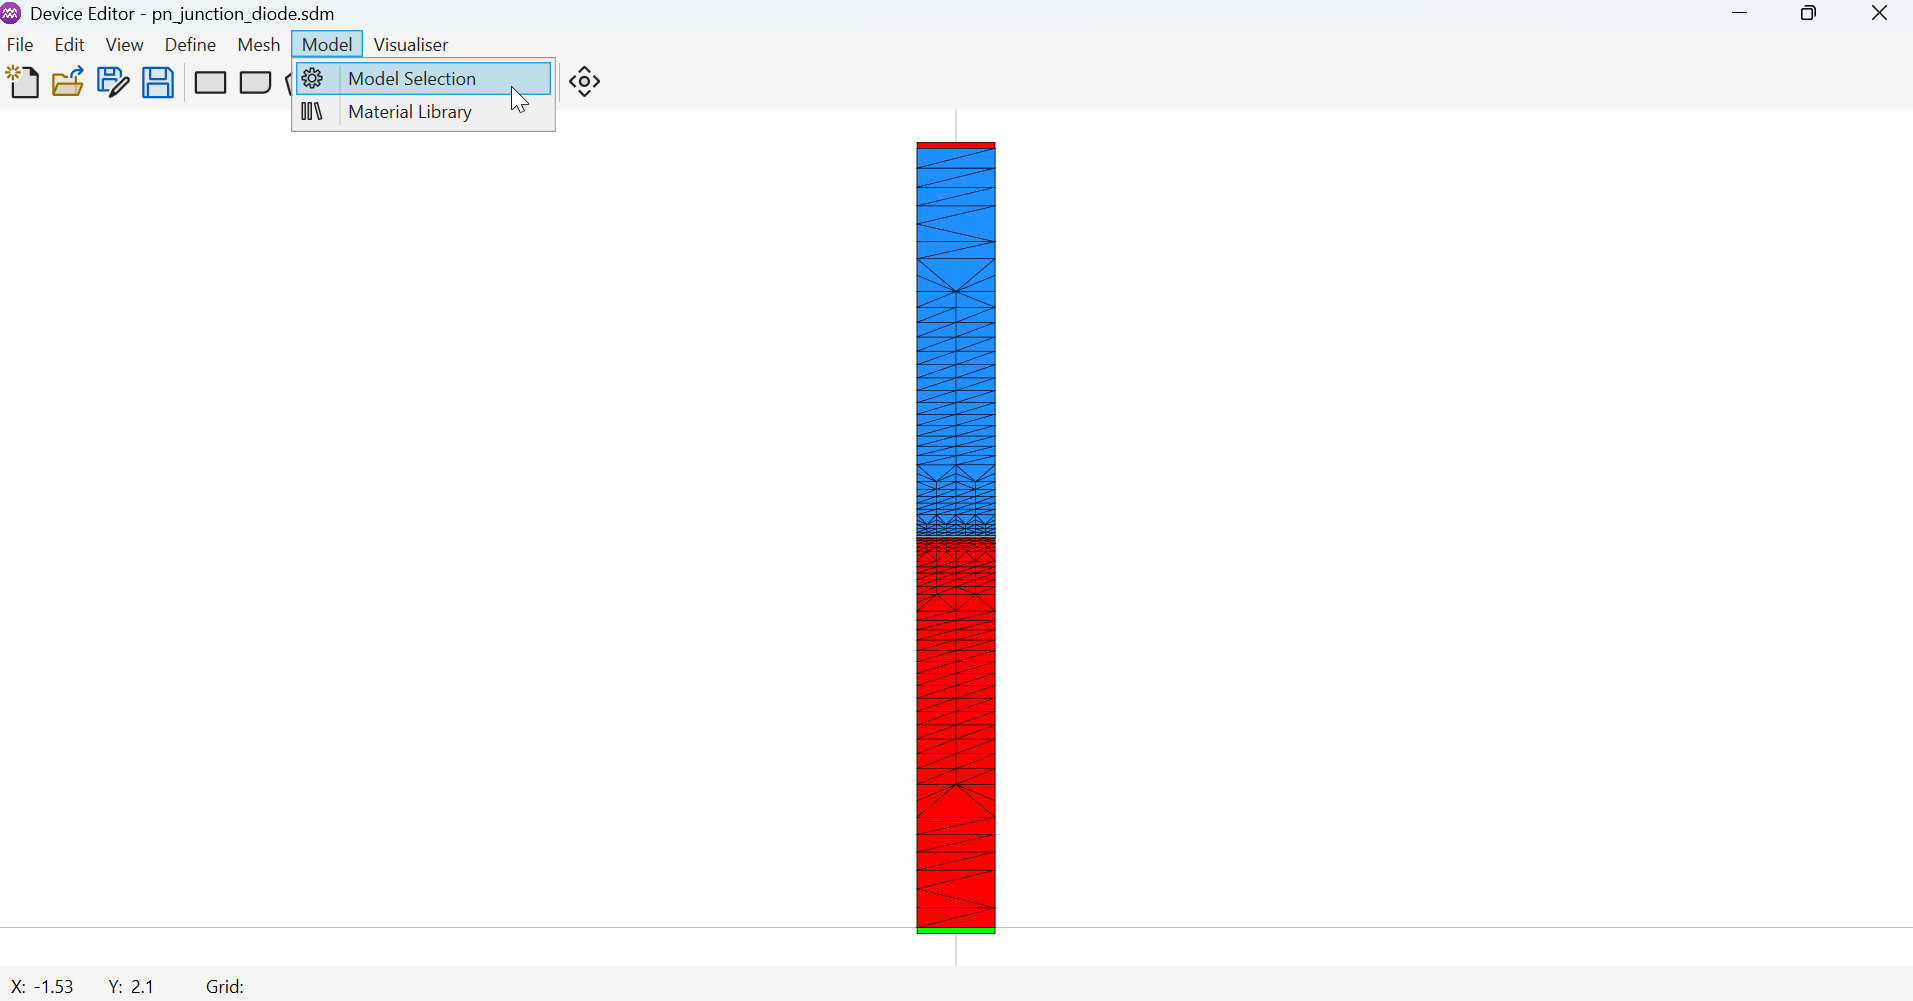 Device Editor - pn_junction_diode.sdm
File Edit View Define Mesh Model Visualiser
Model Selection
Material Library
X: -1.53 Y: 2.1 Grid: